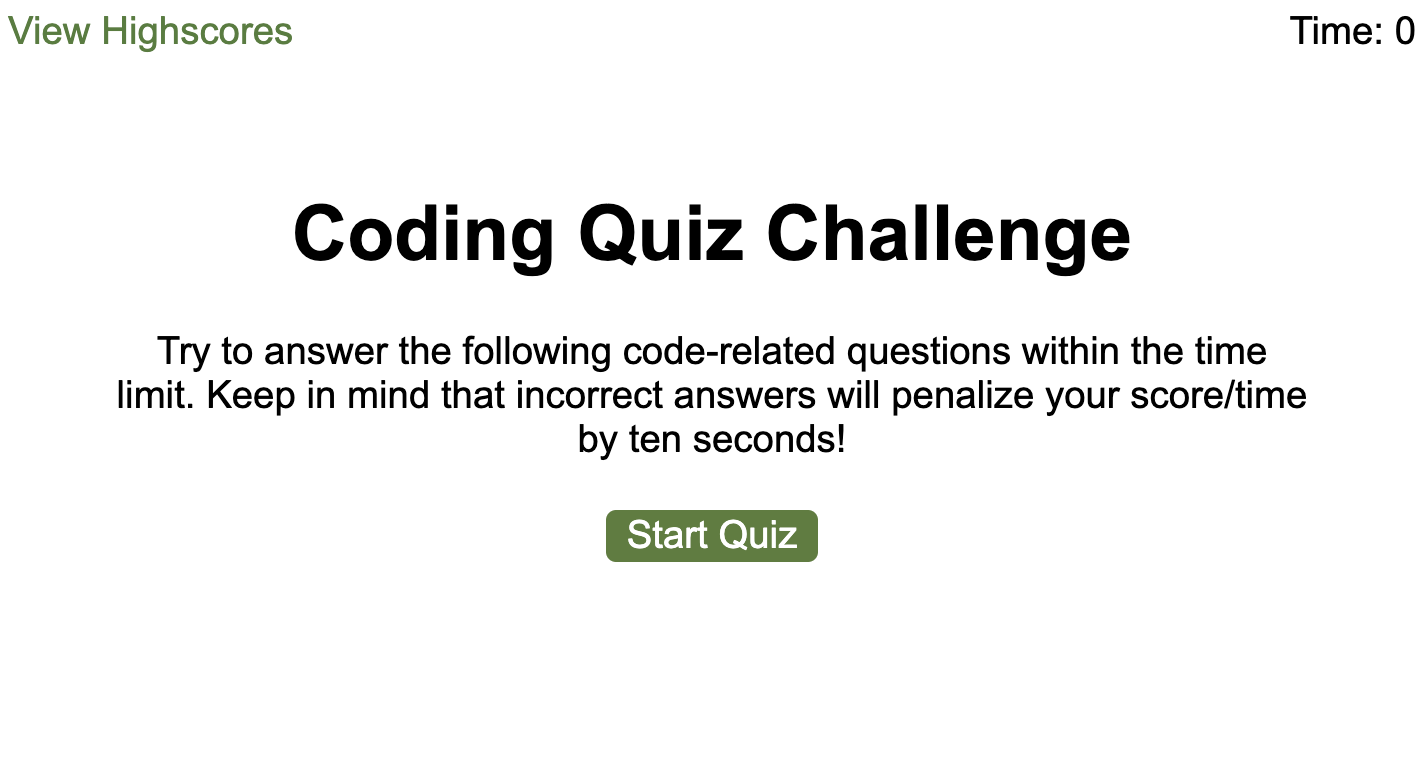 View Highscores
Time: 0
Coding Quiz Challenge
Try to answer the following code-related questions within the time
limit. Keep in mind that incorrect answers will penalize your score/time
by ten seconds!
Start Quiz